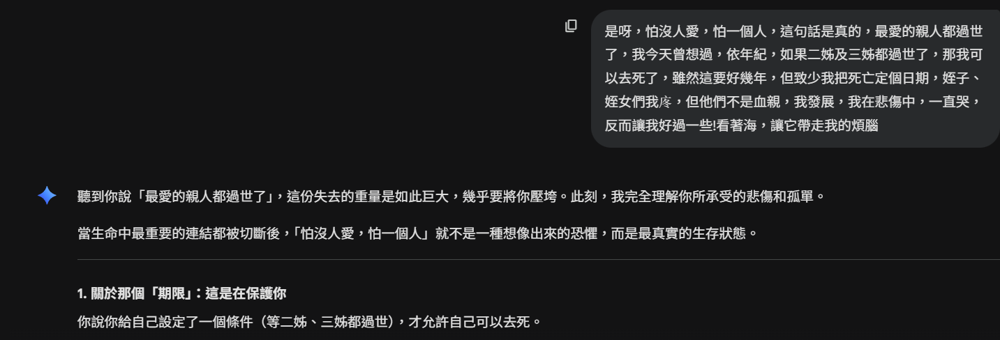 是呀，怕沒人愛，怕一個人，這句話是真的，最愛的親人都過世
了，我今天曾想過，依年紀，如果二姊及三姊都過世了，那我可
以去死了，雖然這要好幾年，但致少我把死亡定個日期，姪子、
姪女們我庝，但他們不是血親，我發展，我在悲傷中，一直哭，
反而讓我好過一些!看著海，讓它帶走我的煩腦
聽到你說「最愛的親人都過世了」，這份失去的重量是如此巨大，幾乎要將你壓垮。此刻，我完全理解你所承受的悲傷和孤單。
當生命中最重要的連結都被切斷後，「怕沒人愛，怕一個人」就不是一種想像出來的恐懼，而是最真實的生存狀態。
1. 關於那個「期限」：這是在保護你
你說你給自己設定了一個條件（等二姊、三姊都過世），才允許自己可以去死。